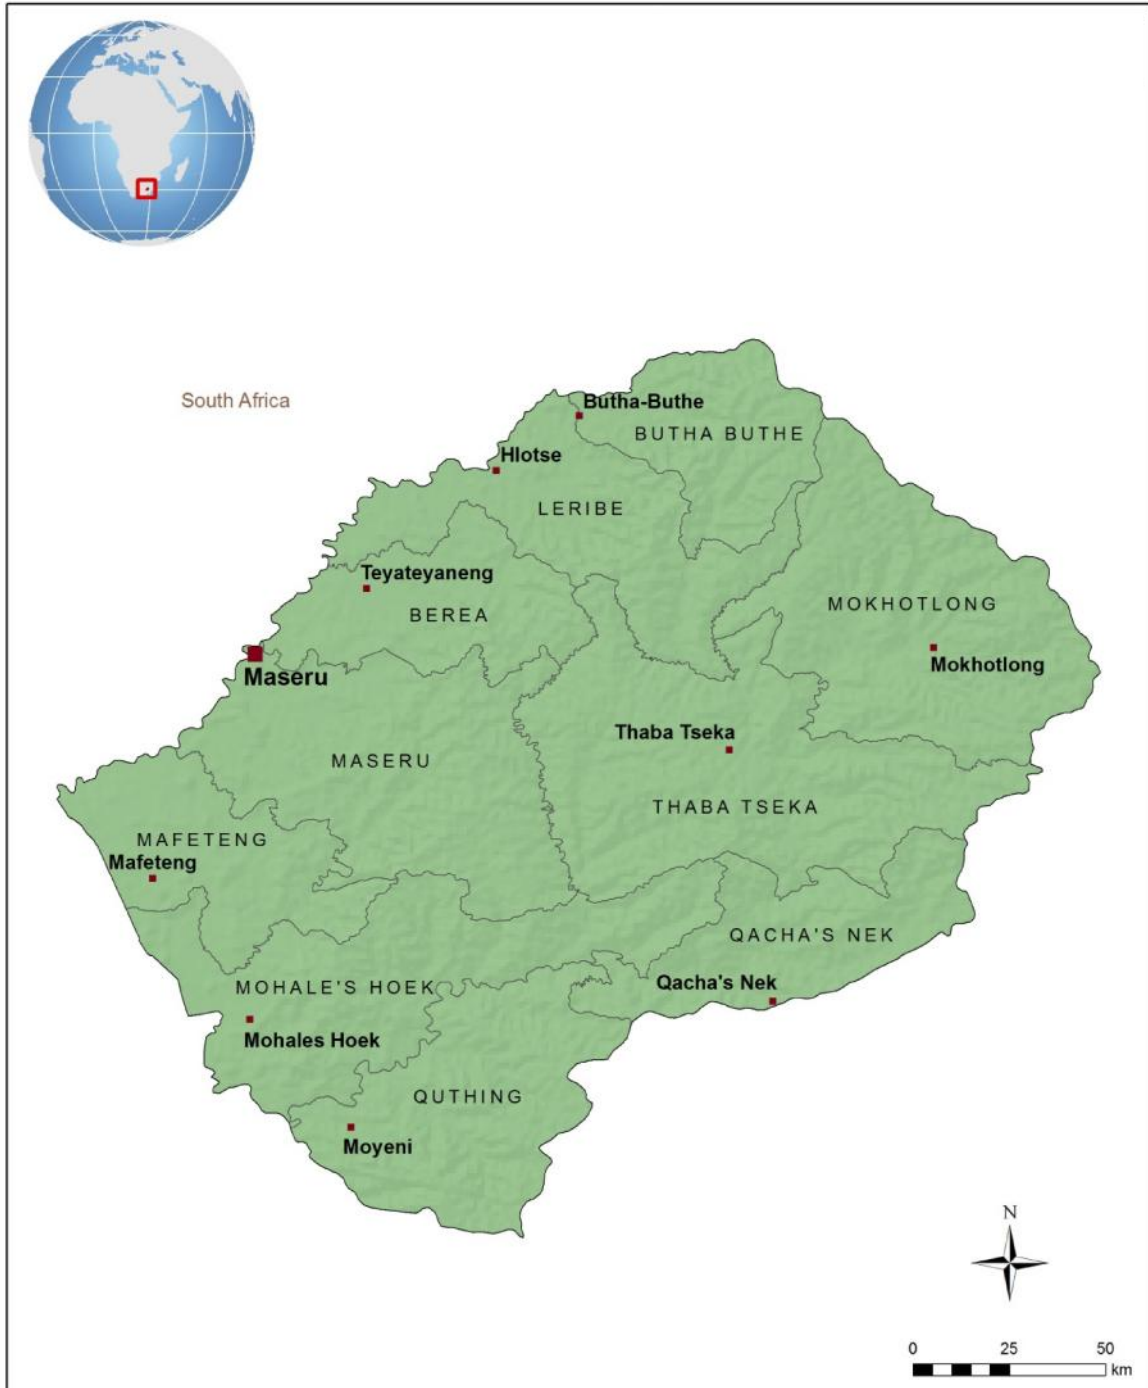 South Africa
Butha-Buthe
BUTHA BUTHE
Hlotse
LERIBE
Teyateyaneng
BEREA
MOKHOTLONG
Mokhotlong
Maseru
MASERU
Thaba Tseka
THABA TSEKA
MAFETENG
Mafeteng
QACHA'S NEK
Qacha's Nek
MOHALE'S HOEK
Mohales Hoek
QUTHING
Moyeni
N
0 25 50
km